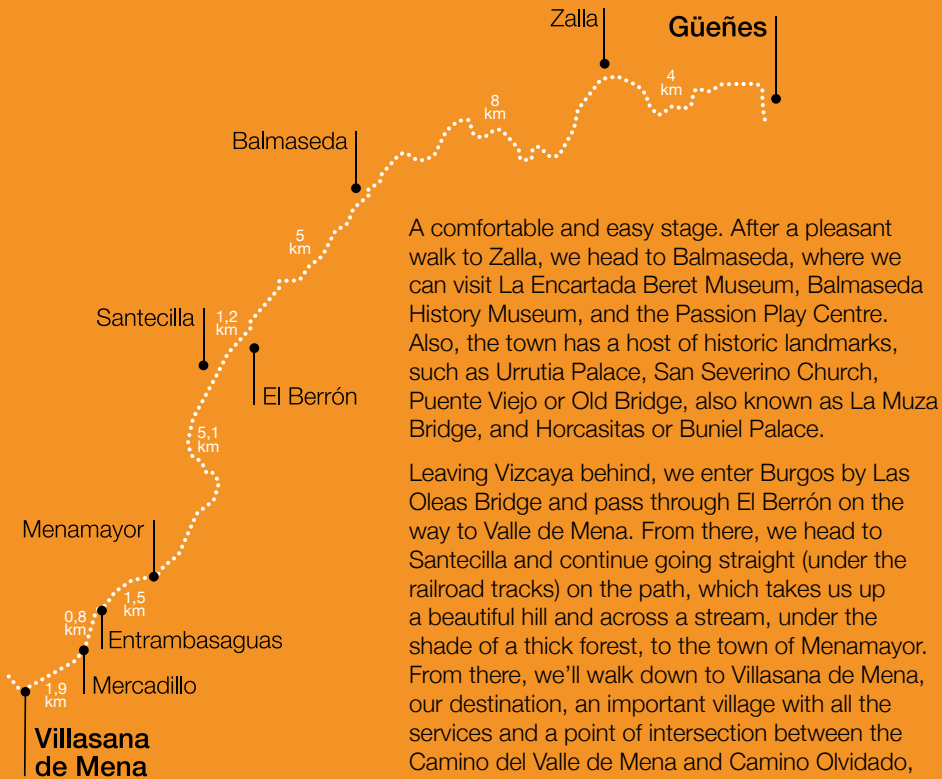 Zalla
Güeñes
4
km
8
km
Balmaseda
5
km
Santecilla
1,2
km
El Berrón
5,1
km
Menamayor
1,5
km
0,8
km
Entrambasaguas
Mercadillo
1,9
km
Villasana
de Mena
A comfortable and easy stage. After a pleasant
walk to Zalla, we head to Balmaseda, where we
can visit La Encartada Beret Museum, Balmaseda
History Museum, and the Passion Play Centre.
Also, the town has a host of historic landmarks,
such as Urrutia Palace, San Severino Church,
Puente Viejo or Old Bridge, also known as La Muza
Bridge, and Horcasitas or Buniel Palace.
Leaving Vizcaya behind, we enter Burgos by Las
Oleas Bridge and pass through El Berrón on the
way to Valle de Mena. From there, we head to
Santecilla and continue going straight (under the
railroad tracks) on the path, which takes us up
a beautiful hill and across a stream, under the
shade of a thick forest, to the town of Menamayor.
From there, we’ll walk down to Villasana de Mena,
our destination, an important village with all the
services and a point of intersection between the
Camino del Valle de Mena and Camino Olvidado,